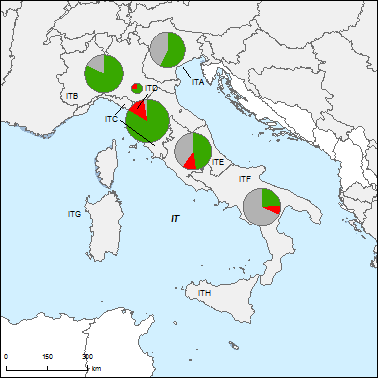 ITD
ITA
ITB
ITC
ITE
ITF
ITG
IT
ITH
0 150 300
km